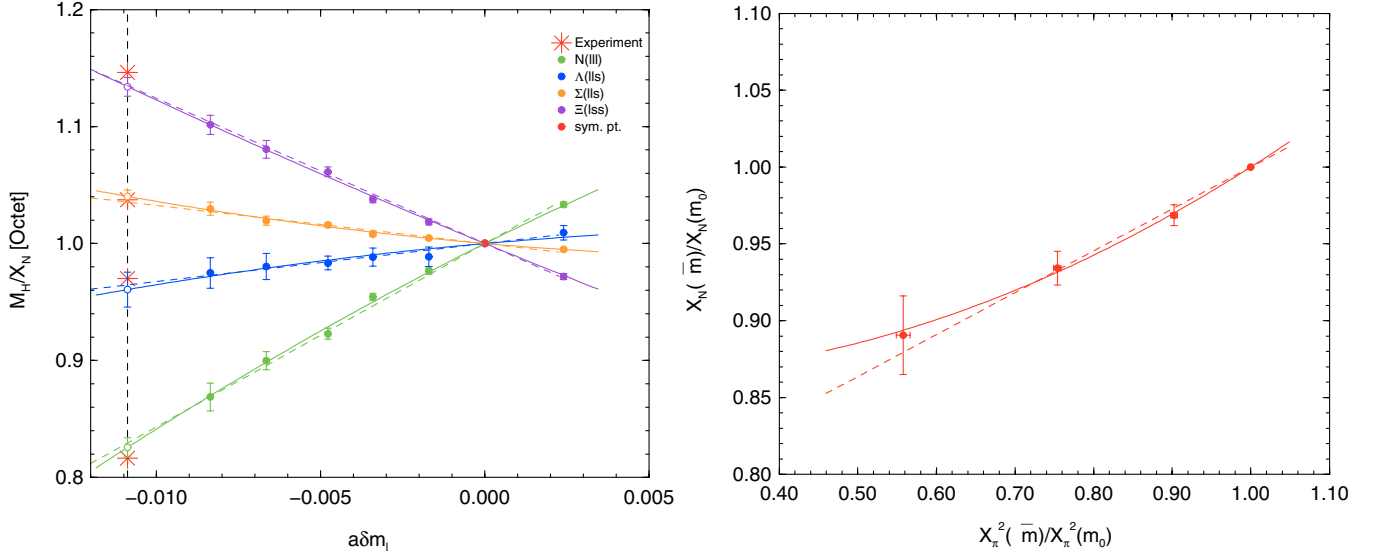 1.2
1.1
1.0
0.9
0.8
M_H/X_N [Octet]
Experiment
N(lll)
Λ(lls)
Σ(lls)
Ξ(lss)
sym. pt.
−0.010 −0.005 0.000 0.005
aδm_l
1.10
1.05
1.00
0.95
0.90
0.85
0.80
X_N(m̅)/X_N(m_0)
0.40 0.50 0.60 0.70 0.80 0.90 1.00 1.10
X_π^2(m̅)/X_π^2(m_0)